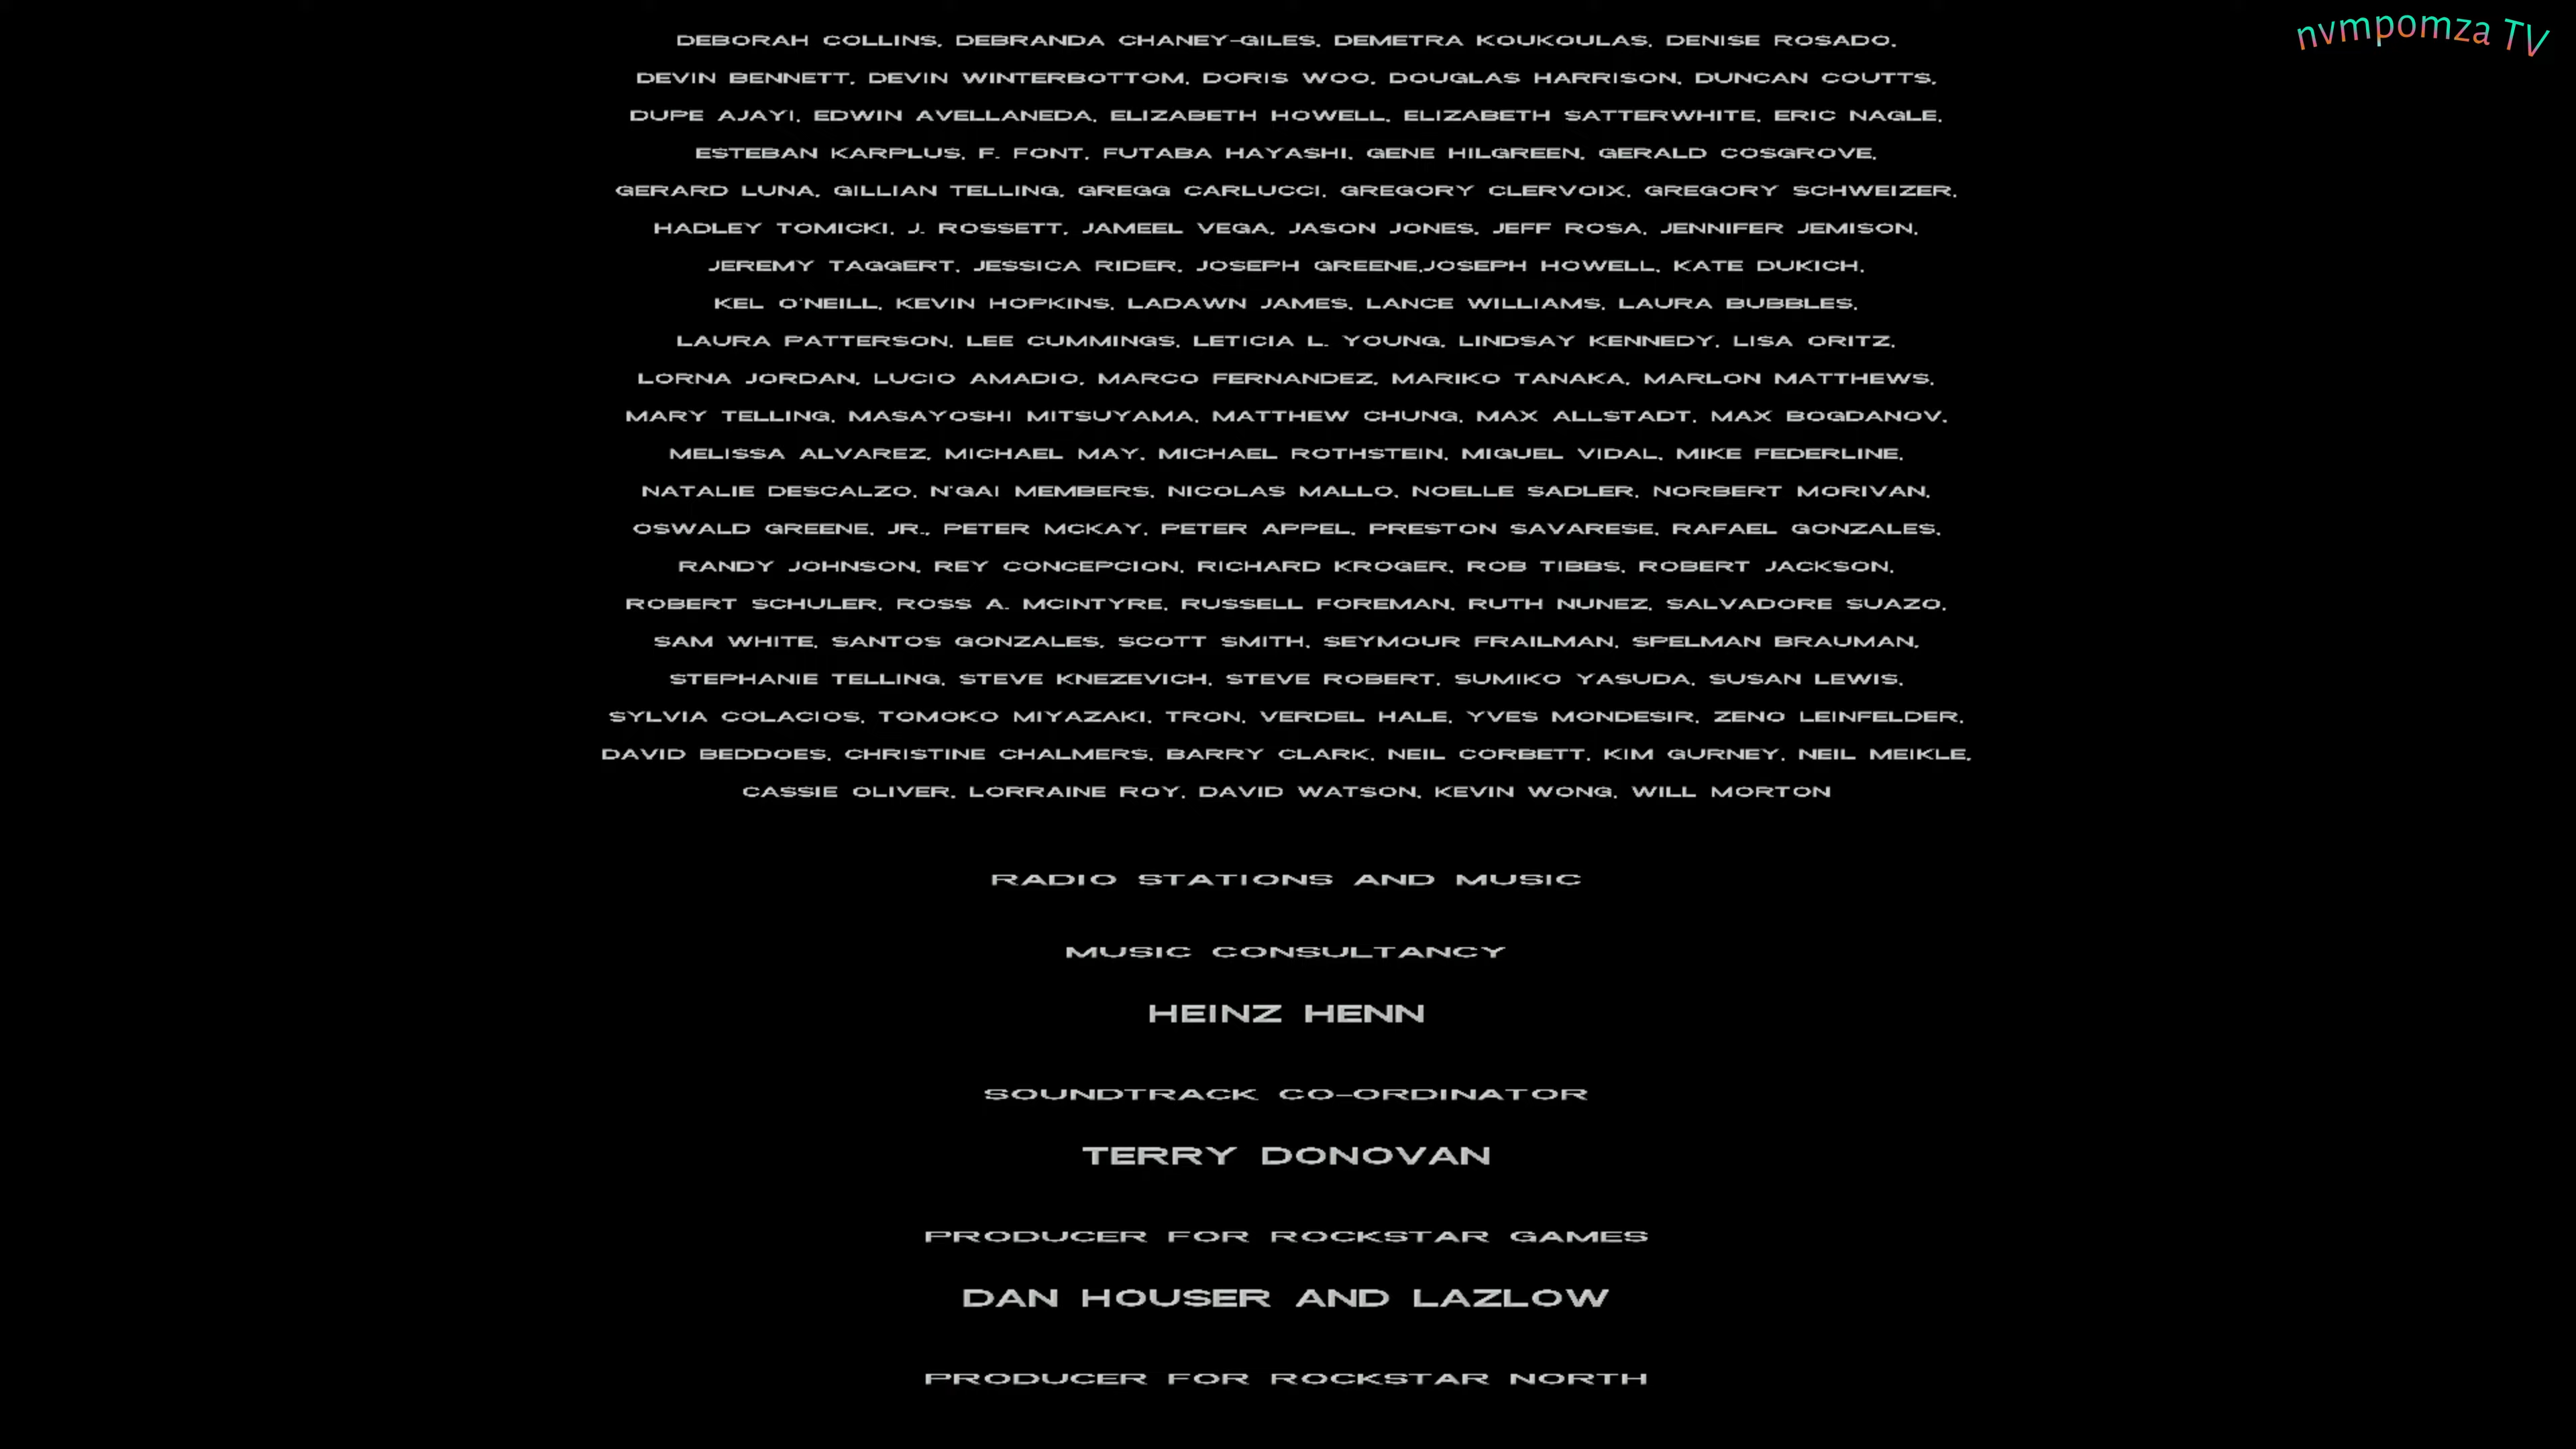 nvmpomza TV
DEBORAH COLLINS, DEBRANDA CHANEY-GILES, DEMETRA KOUKOULAS, DENISE ROSADO,
DEVIN BENNETT, DEVIN WINTERBOTTOM, DORIS WOO, DOUGLAS HARRISON, DUNCAN COUTTS,
DUPE AJAYI, EDWIN AVELLANEDA, ELIZABETH HOWELL, ELIZABETH SATTERWHITE, ERIC NAGLE,
ESTEBAN KARPLUS, F. FONT, FUTABA HAYASHI, GENE HILGREEN, GERALD COSGROVE,
GERARD LUNA, GILLIAN TELLING, GREGG CARLUCCI, GREGORY CLERVOIX, GREGORY SCHWEIZER,
HADLEY TOMICKI, J. ROSSETT, JAMEEL VEGA, JASON JONES, JEFF ROSA, JENNIFER JEMISON,
JEREMY TAGGERT, JESSICA RIDER, JOSEPH GREENE,JOSEPH HOWELL, KATE DUKICH,
KEL O'NEILL, KEVIN HOPKINS, LADAWN JAMES, LANCE WILLIAMS, LAURA BUBBLES,
LAURA PATTERSON, LEE CUMMINGS, LETICIA L. YOUNG, LINDSAY KENNEDY, LISA ORITZ,
LORNA JORDAN, LUCIO AMADIO, MARCO FERNANDEZ, MARIKO TANAKA, MARLON MATTHEWS,
MARY TELLING, MASAYOSHI MITSUYAMA, MATTHEW CHUNG, MAX ALLSTADT, MAX BOGDANOV,
MELISSA ALVAREZ, MICHAEL MAY, MICHAEL ROTHSTEIN, MIGUEL VIDAL, MIKE FEDERLINE,
NATALIE DESCALZO, N'GAI MEMBERS, NICOLAS MALLO, NOELLE SADLER, NORBERT MORIVAN,
OSWALD GREENE, JR., PETER MCKAY, PETER APPEL, PRESTON SAVARESE, RAFAEL GONZALES,
RANDY JOHNSON, REY CONCEPCION, RICHARD KROGER, ROB TIBBS, ROBERT JACKSON,
ROBERT SCHULER, ROSS A. MCINTYRE, RUSSELL FOREMAN, RUTH NUNEZ, SALVADORE SUAZO,
SAM WHITE, SANTOS GONZALES, SCOTT SMITH, SEYMOUR FRAILMAN, SPELMAN BRAUMAN,
STEPHANIE TELLING, STEVE KNEZEVICH, STEVE ROBERT, SUMIKO YASUDA, SUSAN LEWIS,
SYLVIA COLACIOS, TOMOKO MIYAZAKI, TRON, VERDEL HALE, YVES MONDESIR, ZENO LEINFELDER,
DAVID BEDDOES, CHRISTINE CHALMERS, BARRY CLARK, NEIL CORBETT, KIM GURNEY, NEIL MEIKLE,
CASSIE OLIVER, LORRAINE ROY, DAVID WATSON, KEVIN WONG, WILL MORTON
RADIO STATIONS AND MUSIC
MUSIC CONSULTANCY
HEINZ HENN
SOUNDTRACK CO-ORDINATOR
TERRY DONOVAN
PRODUCER FOR ROCKSTAR GAMES
DAN HOUSER AND LAZLOW
PRODUCER FOR ROCKSTAR NORTH